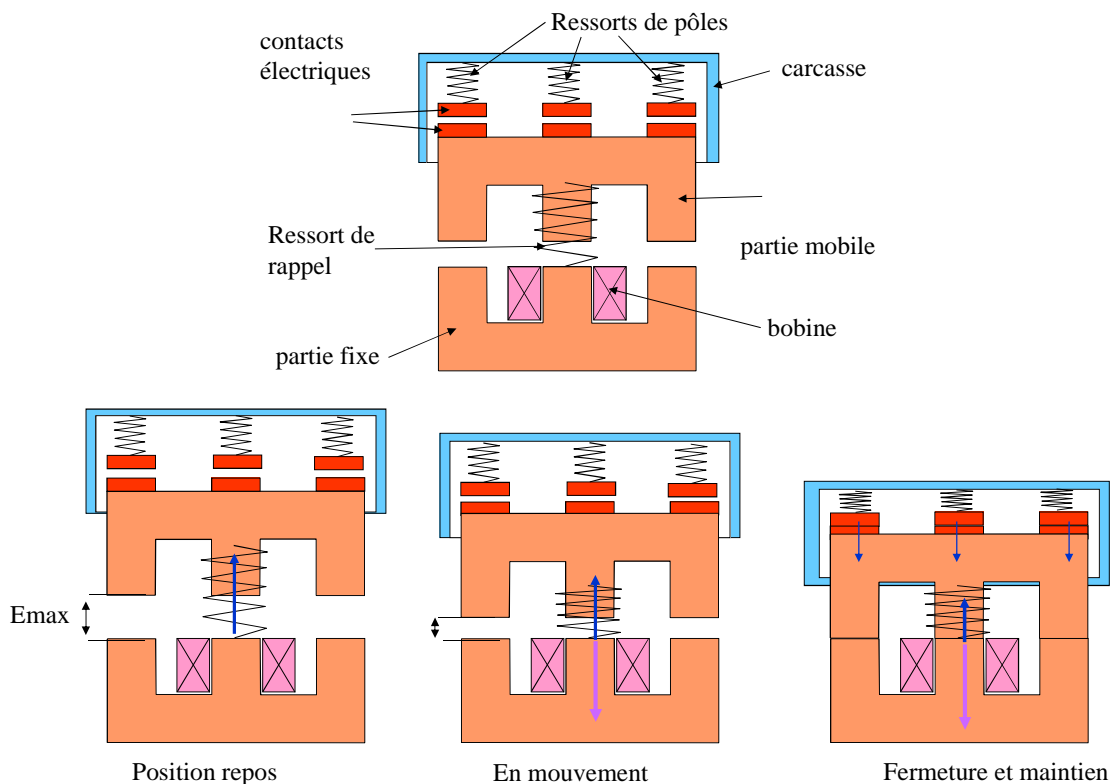 Ressorts de pôles
contacts
électriques
carcasse
Ressort de
rappel
partie mobile
bobine
partie fixe
Emax
Position repos
En mouvement
Fermeture et maintien